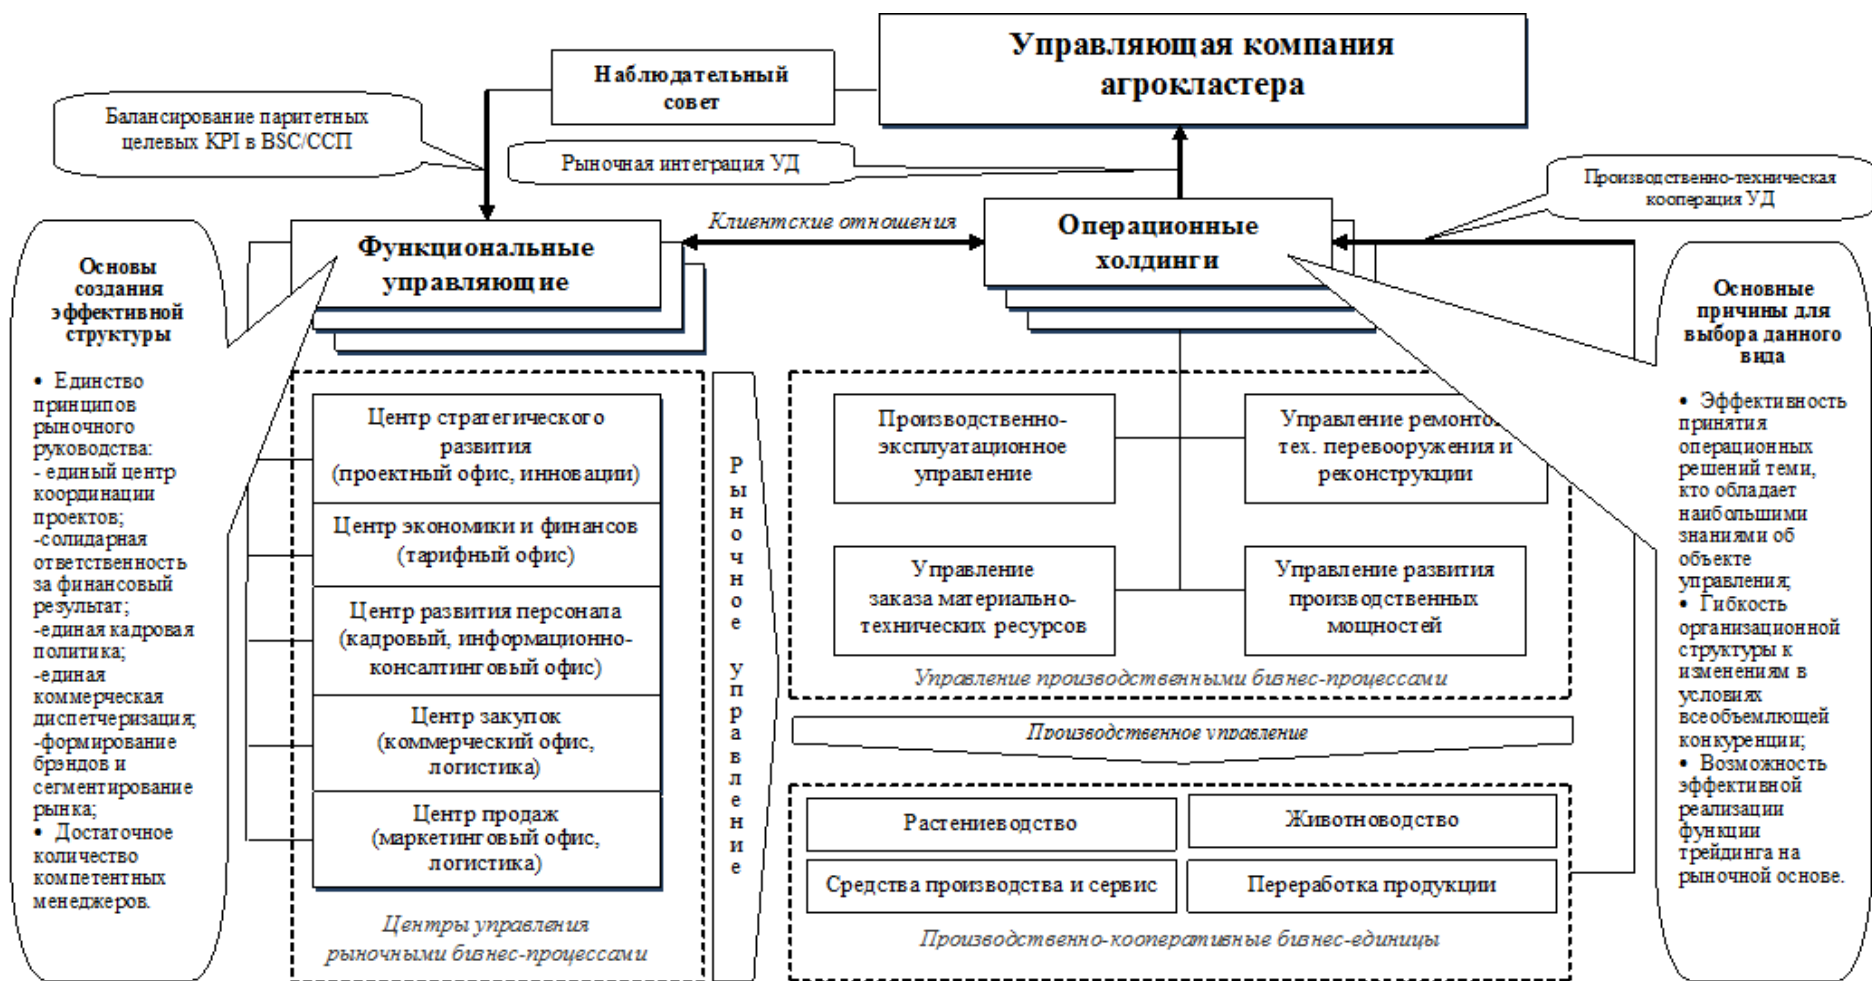 Управляющая компания
агрокластера
Наблюдательный
совет
Балансирование паритетных
целевых KPI в BSC/ССП
Рыночная интеграция УД
Производственно-техническая
кооперация УД
Функциональные
управляющие
Клиентские отношения
Операционные
холдинги
Основы
создания
эффективной
структуры
• Единство
принципов
рыночного
руководства:
- единый центр
координации
проектов;
-солидарная
ответственность
за финансовый
результат;
-единая кадровая
политика;
-единая
коммерческая
диспетчеризация;
-формирование
брэндов и
сегментирование
рынка;
• Достаточное
количество
компетентных
менеджеров.
Центр стратегического
развития
(проектный офис, инновации)
Центр экономики и финансов
(тарифный офис)
Центр развития персонала
(кадровый, информационно-
консалтинговый офис)
Центр закупок
(коммерческий офис,
логистика)
Центр продаж
(маркетинговый офис,
логистика)
Центры управления
рыночными бизнес-процессами
Рыночное управление
Производственно-
эксплуатационное
управление
Управление ремонто
тех. перевооружения и
реконструкции
Управление
заказа материально-
технических ресурсов
Управление развития
производственных
мощностей
Управление производственными бизнес-процессами
Производственное управление
Растениеводство
Животноводство
Средства производства и сервис
Переработка продукции
Производственно-кооперативные бизнес-единицы
Основные
причины для
выбора данного
вида
• Эффективность
принятия
операционных
решений теми,
кто обладает
наибольшими
знаниями об
объекте
управления;
• Гибкость
организационной
структуры к
изменениям в
условиях
всеобъемлющей
конкуренции;
• Возможность
эффективной
реализации
функции
трейдинга на
рыночной основе.